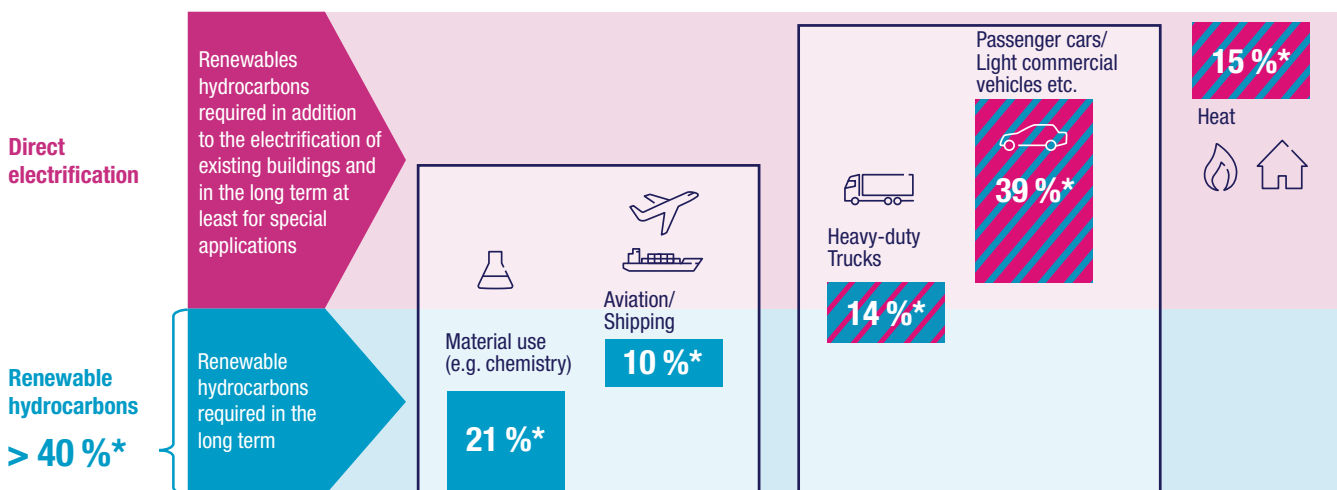 Direct
electrification
Renewables
hydrocarbons
required in addition
to the electrification of
existing buildings and
in the long term at
least for special
applications
Renewable
hydrocarbons
> 40 %*
Renewable
hydrocarbons
required in the
long term
Material use
(e.g. chemistry)
21 %*
Aviation/
Shipping
10 %*
Heavy-duty
Trucks
14 %*
Passenger cars/
Light commercial
vehicles etc.
39 %*
15 %*
Heat